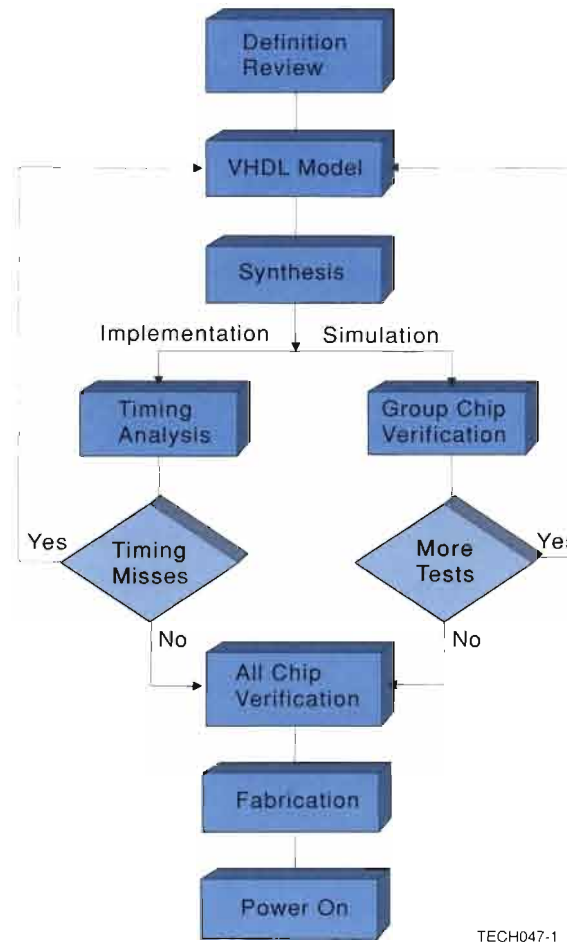 Definition
Review
VHDL Model
Synthesis
Implementation
Simulation
Timing
Analysis
Group Chip
Verification
Yes
Timing
Misses
More
Tests
Yes
No
No
All Chip
Verification
Fabrication
Power On
TECH047-1